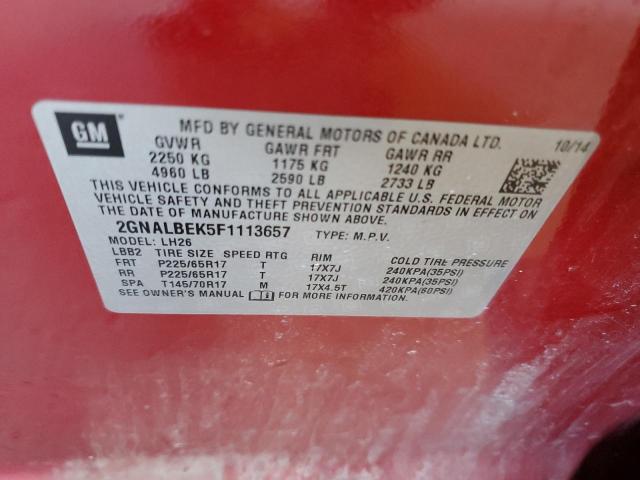 GM
MFD BY GENERAL MOTORS OF CANADA LTD.
10/14
GVWR GAWR FRT GAWR RR
2250 KG 1175 KG 1240 KG
4960 LB 2590 LB 2733 LB
THIS VEHICLE CONFORMS TO ALL APPLICABLE U.S. FEDERAL MOTOR
VEHICLE SAFETY AND THEFT PREVENTION STANDARDS IN EFFECT ON
THE DATE OF MANUFACTURE SHOWN ABOVE.
2GNALBEK5F1113657 TYPE: M.P.V.
MODEL: LH26
LBB2 TIRE SIZE SPEED RTG RIM COLD TIRE PRESSURE
FRT P225/65R17 T 17X7J 240KPA(35PSI)
RR P225/65R17 T 17X7J 240KPA(35PSI)
SPA T145/70R17 M 17X4.5T 420KPA(60PSI)
SEE OWNER'S MANUAL FOR MORE INFORMATION.